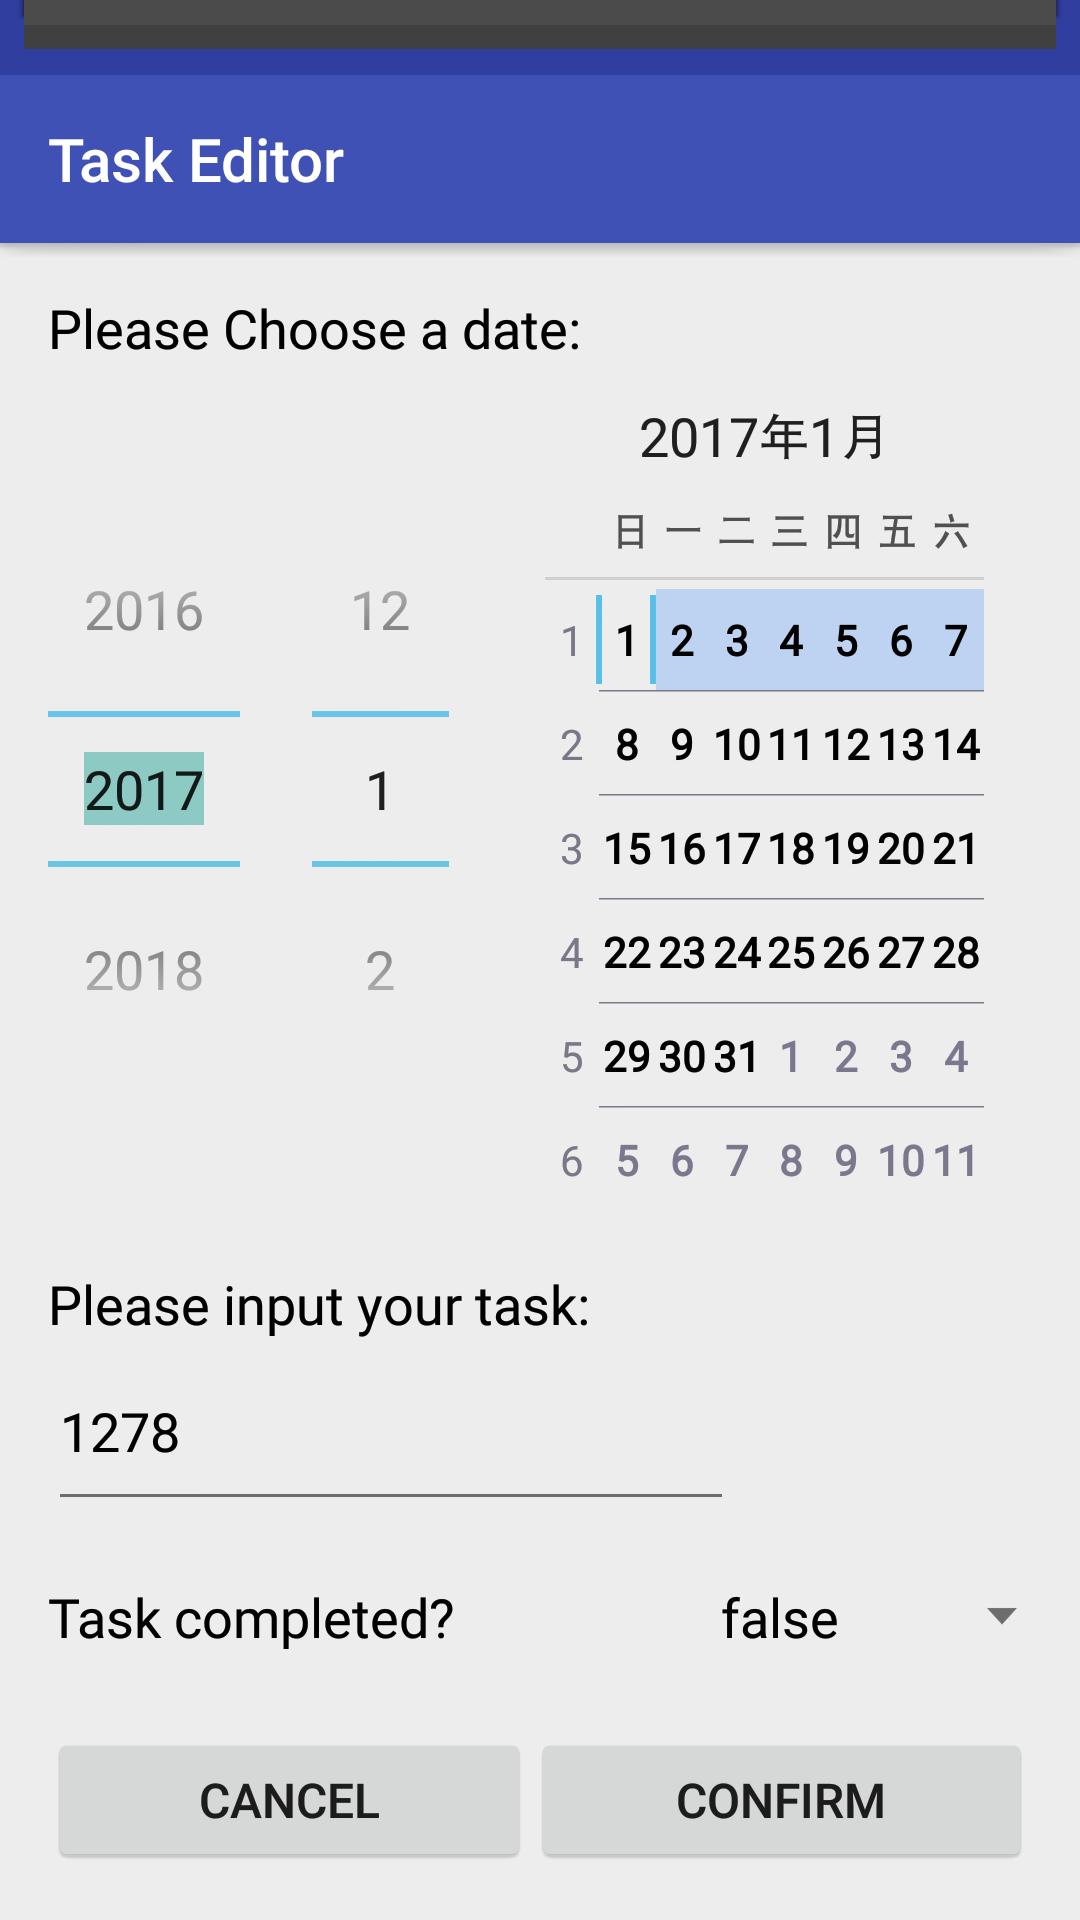 Task Editor
Please Choose a date:
2016 12
2017 1
2018 2
2017年1月
日 一 二 三 四 五 六
1 1 2 3 4 5 6 7
2 8 9 10 11 12 13 14
3 15 16 17 18 19 20 21
4 22 23 24 25 26 27 28
5 29 30 31 1 2 3 4
6 5 6 7 8 9 10 11
Please input your task:
1278
Task completed? false
CANCEL CONFIRM